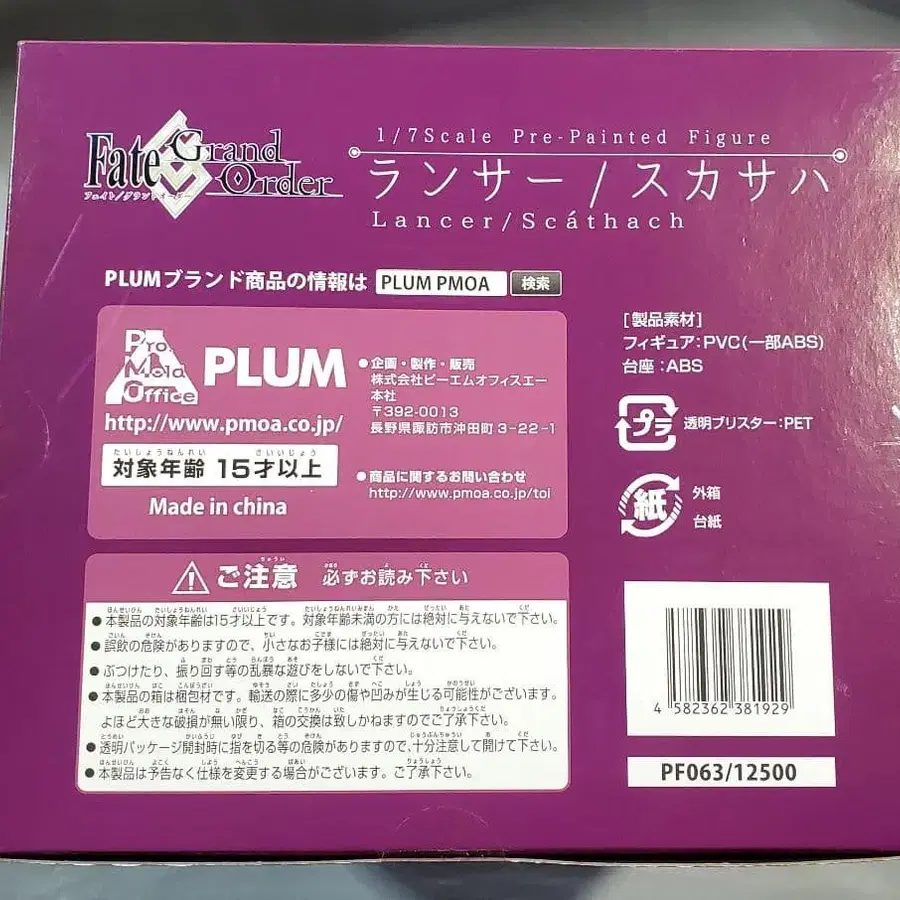 Fate Grand Order
フェイト/グランドオーダー
1/7Scale Pre-Painted Figure
ランサー/スカサハ
Lancer/Scáthach
PLUMブランド商品の情報は PLUM PMOA 検索
Pro Mola Office PLUM
http://www.pmoa.co.jp/
たいしょうねんれい さいいじょう
対象年齢 15才以上
Made in china
●企画・製作・販売
株式会社ピーエムオフィスエー
本社
〒392-0013
長野県諏訪市沖田町 3-22-1
●商品に関するお問い合わせ
http://www.pmoa.co.jp/toi
[製品素材]
フィギュア:PVC(一部ABS)
台座:ABS
プラ 透明ブリスター:PET
紙 外箱
台紙
ご注意 必ずお読み下さい
●本製品の対象年齢は15才以上です。対象年齢未満の方には絶対に与えないで下さい。
●誤飲の危険がありますので、小さなお子様には絶対に与えないで下さい。
●ぶつけたり、振り回す等の乱暴な遊びをしないで下さい。
●本製品の箱は梱包材です。輸送の際に多少の傷や凹みが生じる可能性がございます。
よほど大きな破損が無い限り、箱の交換は致しかねますのでご了承下さい。
●透明パッケージ開封時に指を切る等の危険がありますので、十分注意して開けて下さい。
●本製品は予告なく仕様を変更する場合がございます。ご了承下さい。
4 582362 381929
PF063/12500